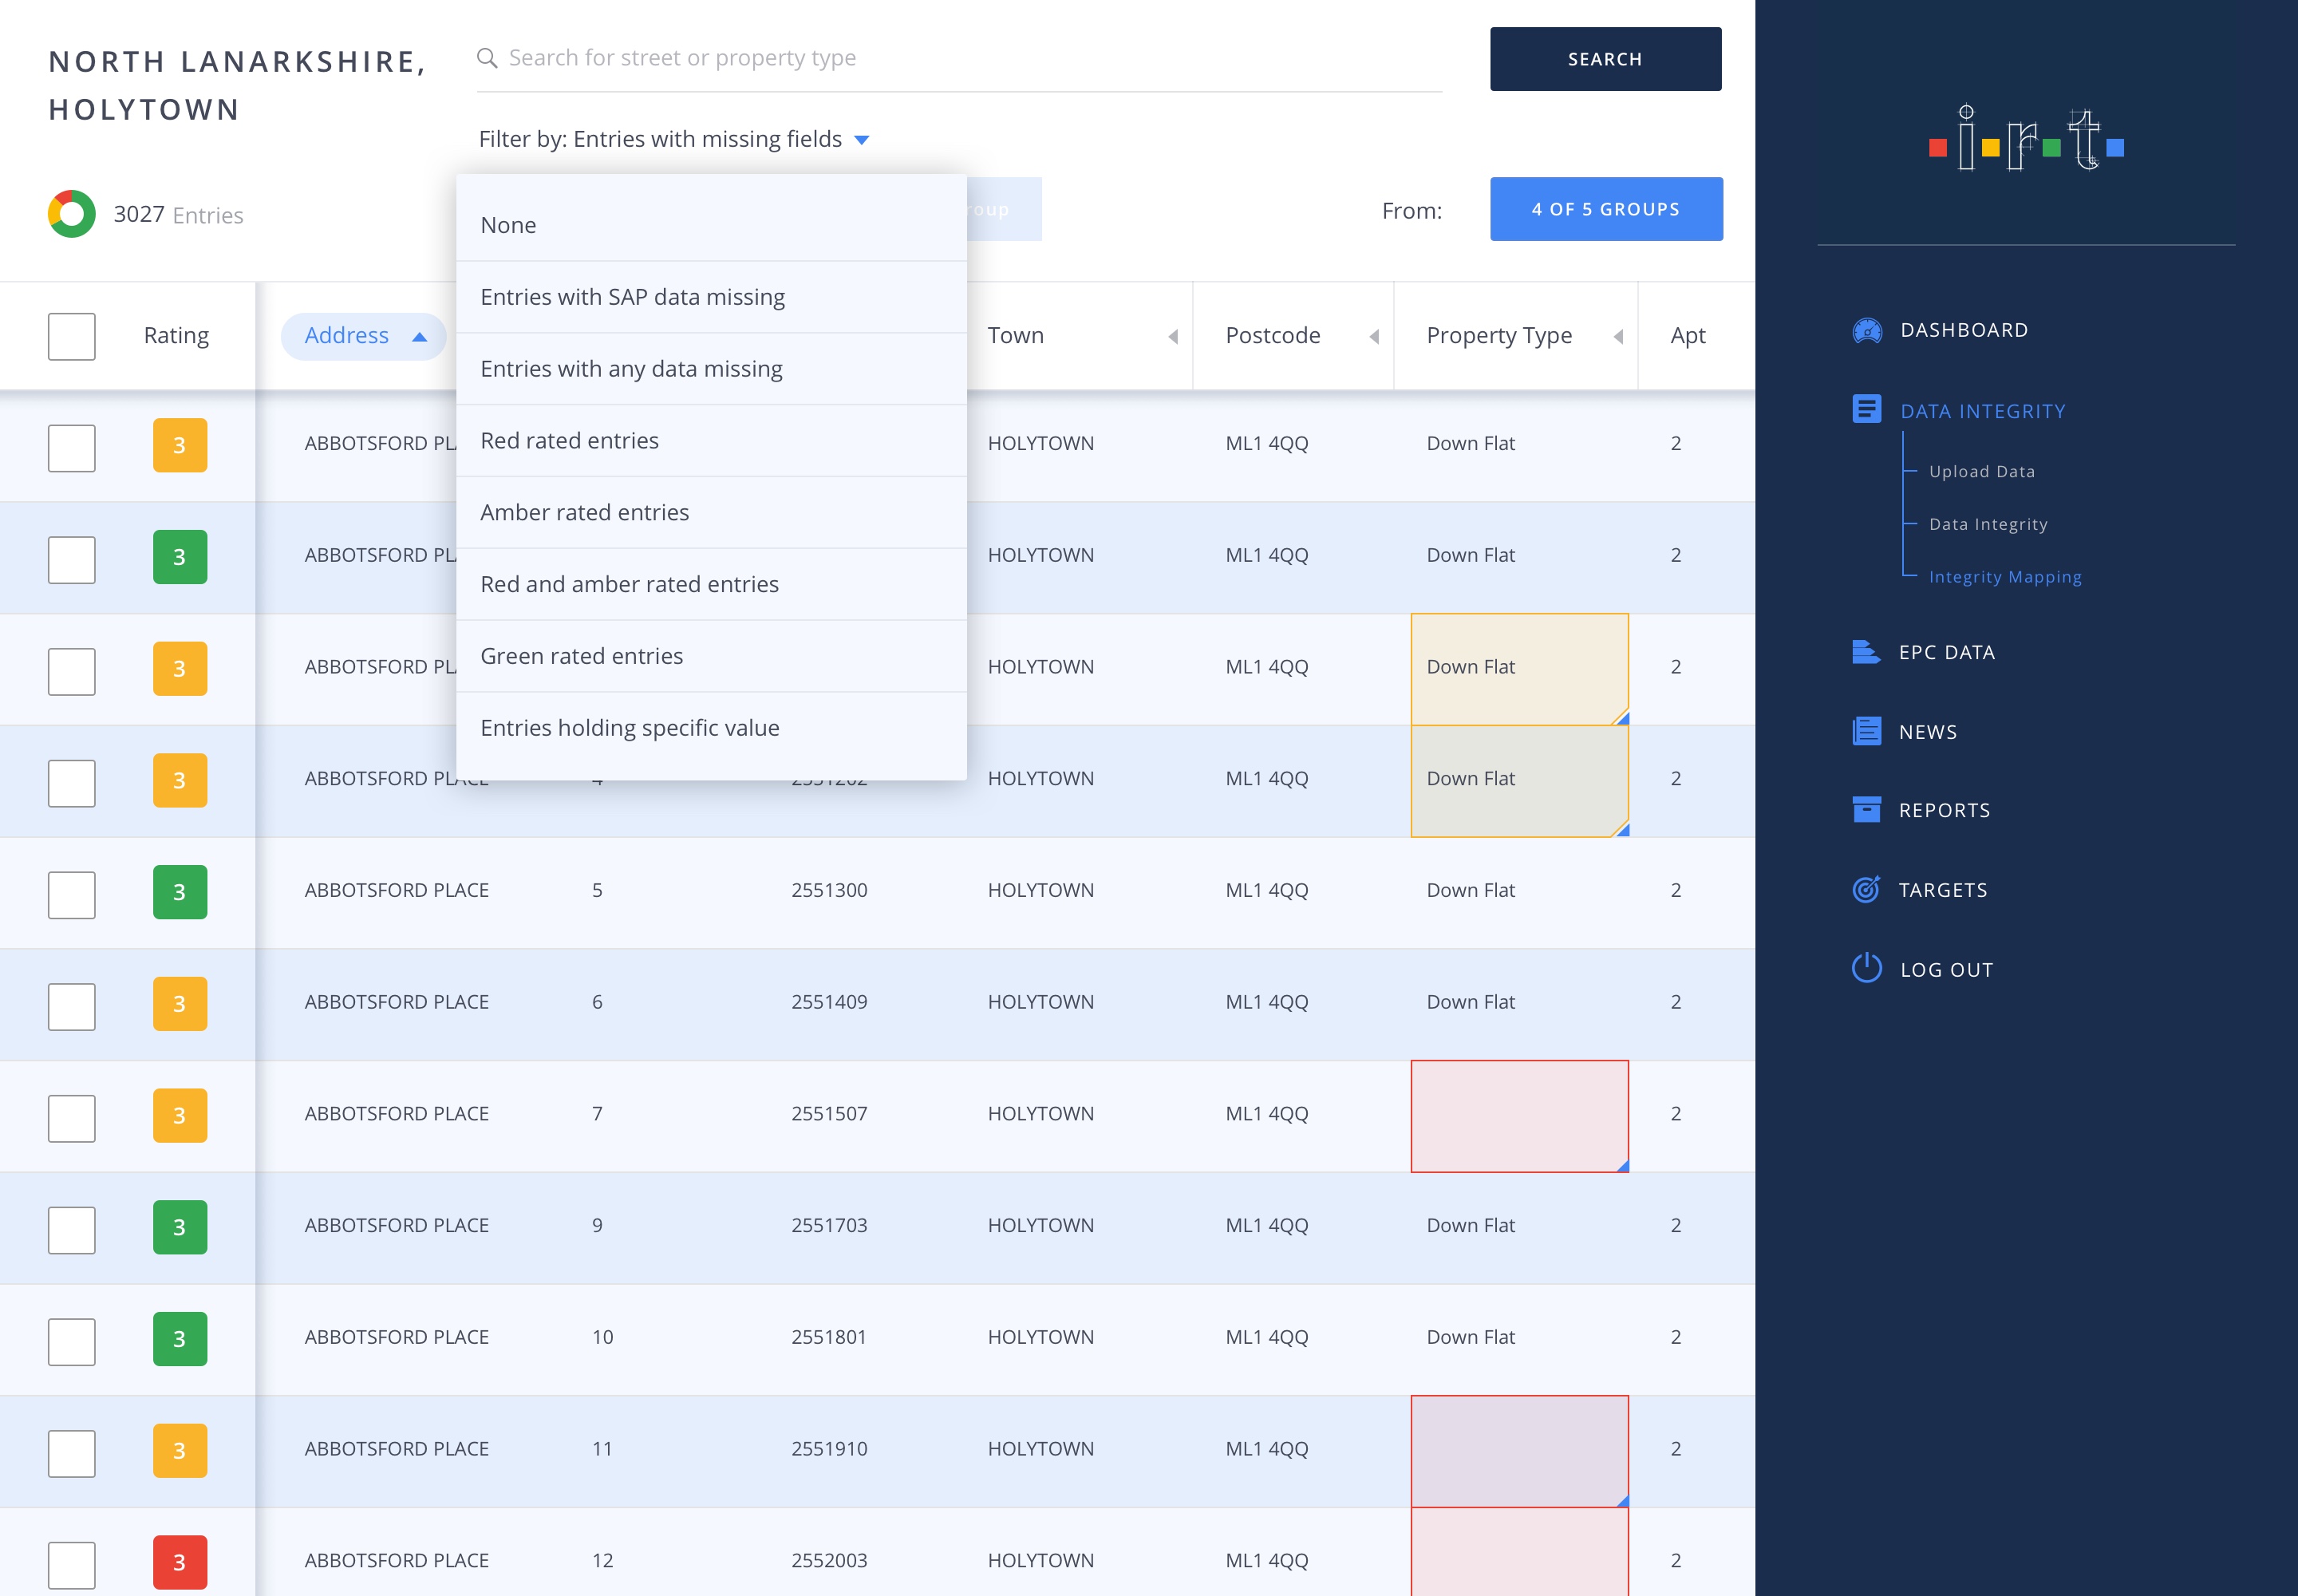 NORTH LANARKSHIRE,
HOLYTOWN
Search for street or property type
SEARCH
Filter by: Entries with missing fields
3027 Entries
From:
4 OF 5 GROUPS
None
Entries with SAP data missing
Entries with any data missing
Red rated entries
Amber rated entries
Red and amber rated entries
Green rated entries
Entries holding specific value
Rating Address Town Postcode Property Type Apt
3 ABBOTSFORD HOLYTOWN ML1 4QQ Down Flat 2
3 ABBOTSFORD HOLYTOWN ML1 4QQ Down Flat 2
3 ABBOTSFORD HOLYTOWN ML1 4QQ Down Flat 2
3 ABBOTSFORD PLACE 4 HOLYTOWN ML1 4QQ Down Flat 2
3 ABBOTSFORD PLACE 5 2551300 HOLYTOWN ML1 4QQ Down Flat 2
3 ABBOTSFORD PLACE 6 2551409 HOLYTOWN ML1 4QQ Down Flat 2
3 ABBOTSFORD PLACE 7 2551507 HOLYTOWN ML1 4QQ 2
3 ABBOTSFORD PLACE 9 2551703 HOLYTOWN ML1 4QQ Down Flat 2
3 ABBOTSFORD PLACE 10 2551801 HOLYTOWN ML1 4QQ Down Flat 2
3 ABBOTSFORD PLACE 11 2551910 HOLYTOWN ML1 4QQ 2
3 ABBOTSFORD PLACE 12 2552003 HOLYTOWN ML1 4QQ 2
i.r.t.
DASHBOARD
DATA INTEGRITY
Upload Data
Data Integrity
Integrity Mapping
EPC DATA
NEWS
REPORTS
TARGETS
LOG OUT